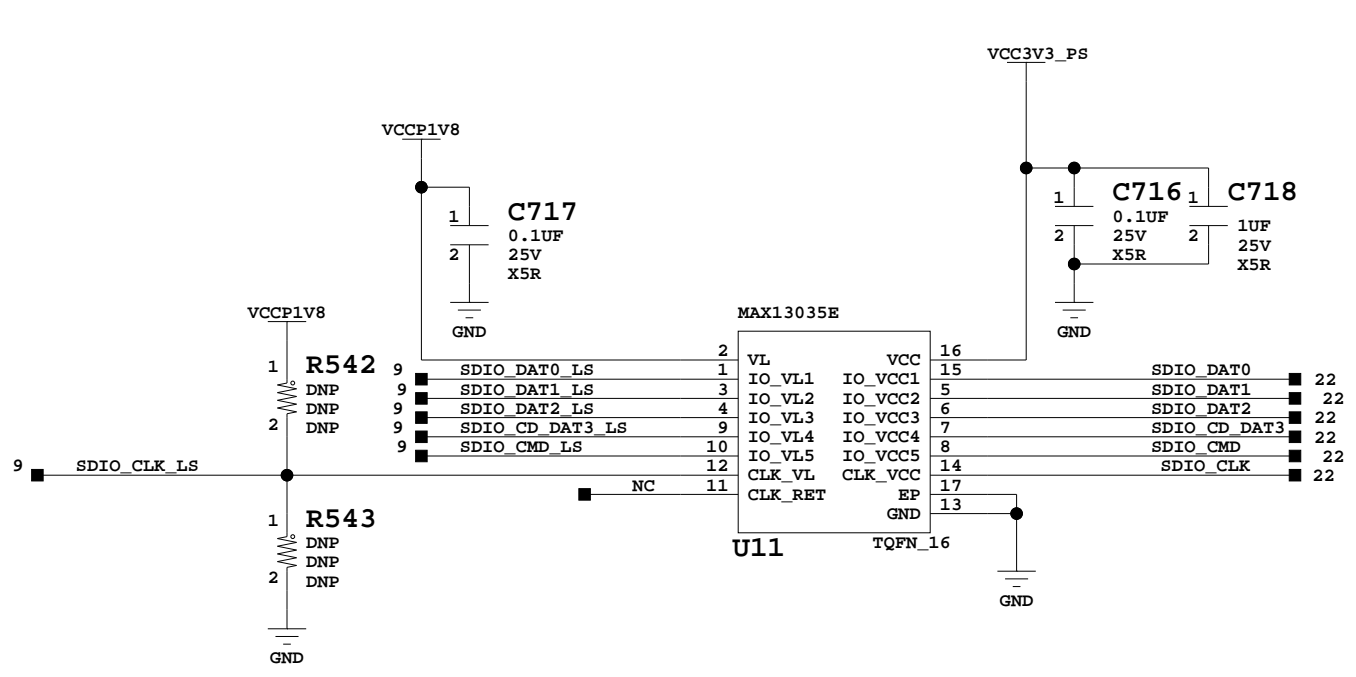 VCC3V3_PS
VCCP1V8
1 C717
0.1UF
2 25V
X5R
GND
1 C716
0.1UF
2 25V
X5R
1 C718
1UF
2 25V
X5R
GND
VCCP1V8
1 R542
DNP
DNP
2 DNP
MAX13035E
2 VL VCC 16
9 SDIO_DAT0_LS 1 IO_VL1 IO_VCC1 15 SDIO_DAT0 22
9 SDIO_DAT1_LS 3 IO_VL2 IO_VCC2 5 SDIO_DAT1 22
9 SDIO_DAT2_LS 4 IO_VL3 IO_VCC3 6 SDIO_DAT2 22
9 SDIO_CD_DAT3_LS 9 IO_VL4 IO_VCC4 7 SDIO_CD_DAT3 22
9 SDIO_CMD_LS 10 IO_VL5 IO_VCC5 8 SDIO_CMD 22
9 SDIO_CLK_LS 12 CLK_VL CLK_VCC 14 SDIO_CLK 22
NC 11 CLK_RET EP 17
GND 13
U11 TQFN_16
GND
1 R543
DNP
DNP
2 DNP
GND